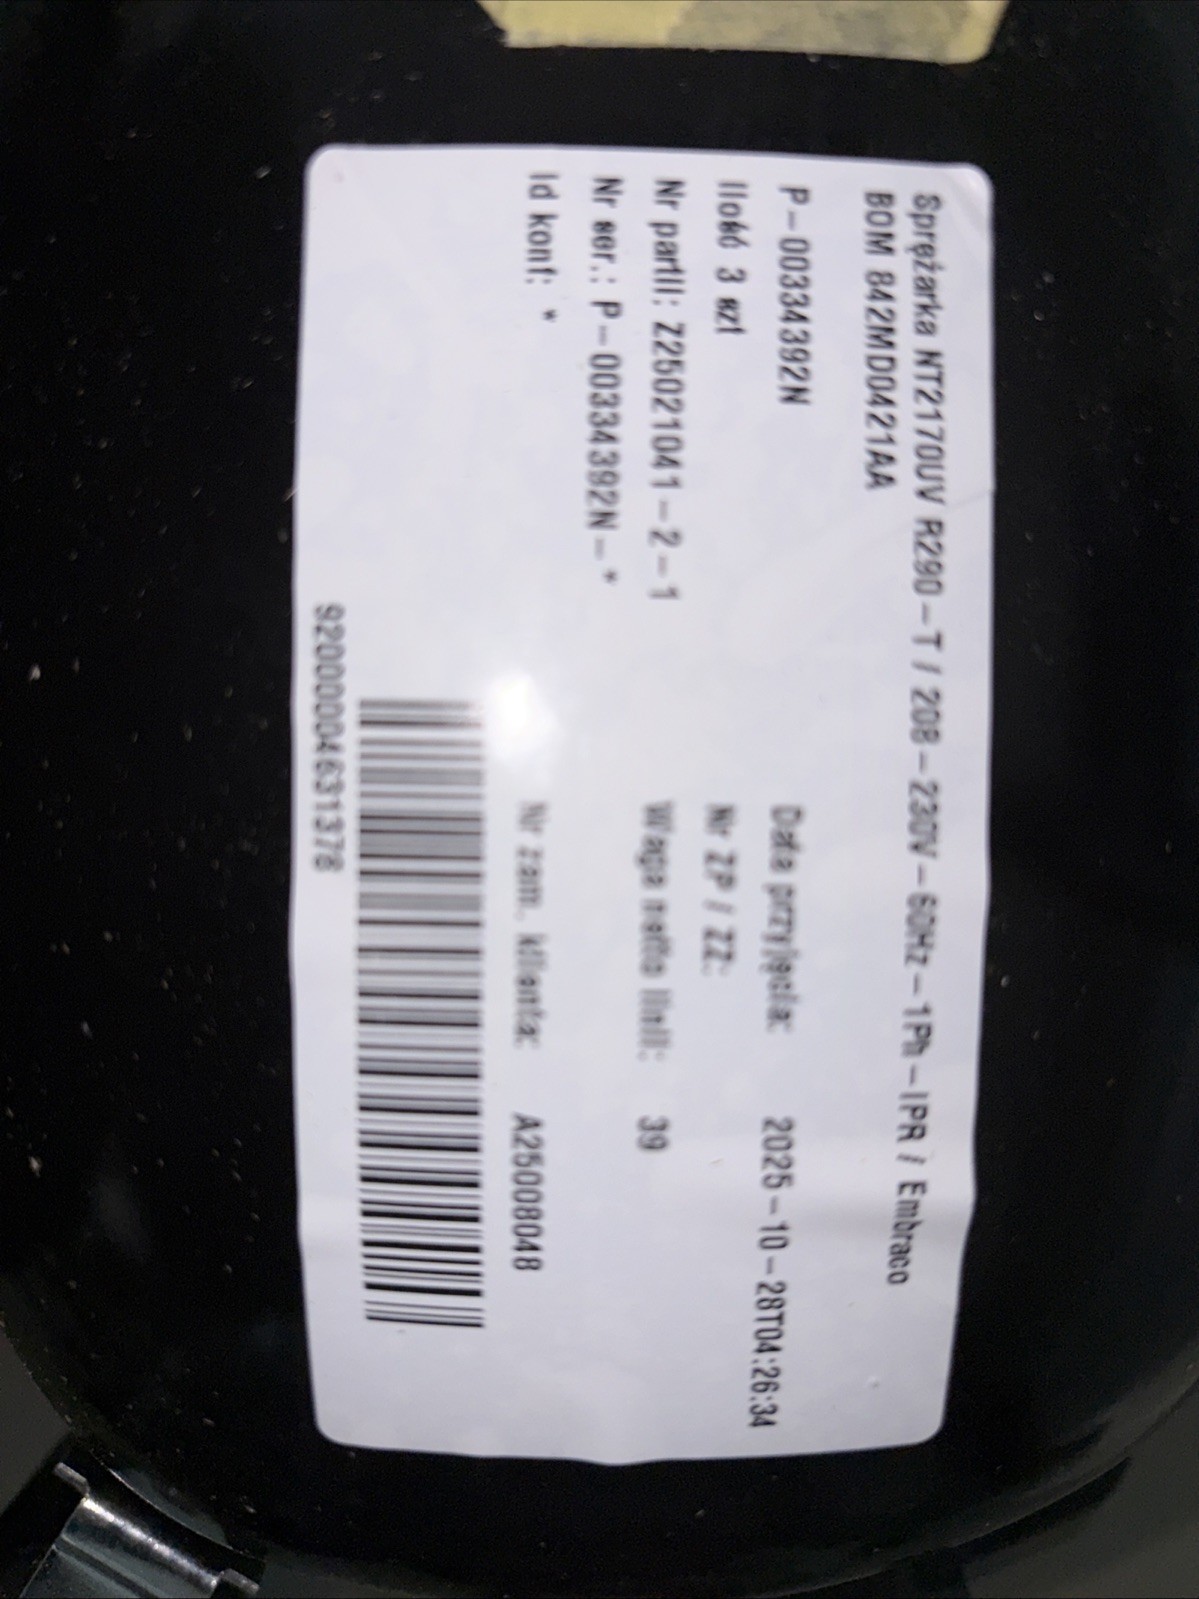 Sprężarka NT2170UV R290-T / 208-230V-60Hz-1Ph-IPR / Embraco
BOM 842MD0421AA
P-00334392N
Data przyjęcia: 2025-10-28T04:26:34
Ilość 3 szt
Nr ZP / ZZ:
Nr partii: Z25021041-2-1
Waga netto linii: 39
Nr ser.: P-00334392N-*
Id konf: *
Nr zam. klienta: A25008048
92000004631378